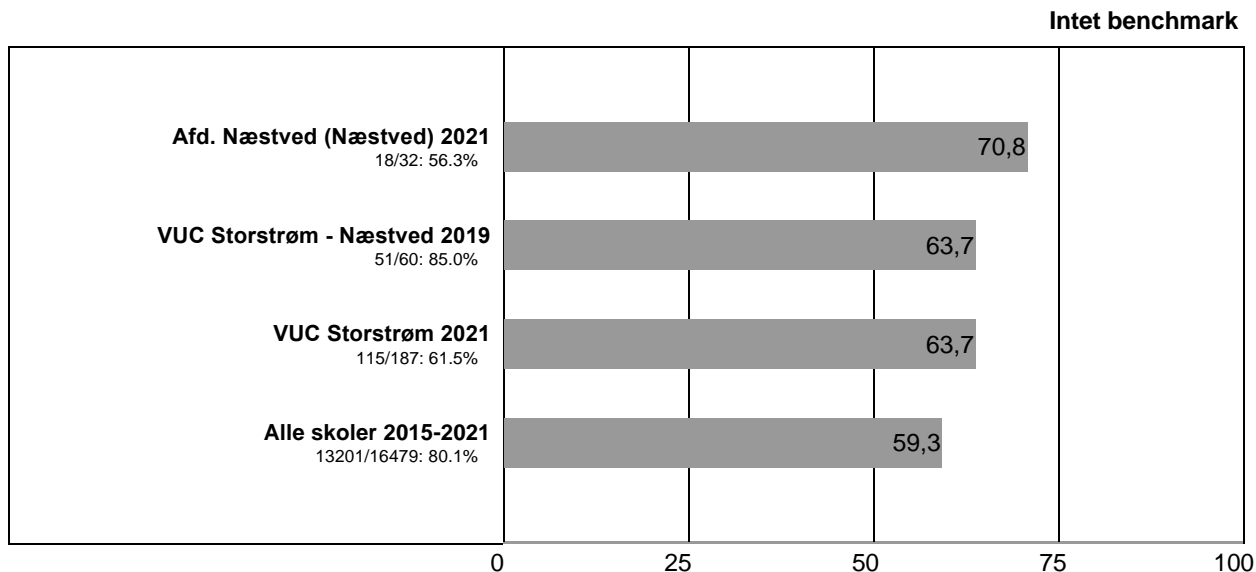 Intet benchmark
Afd. Næstved (Næstved) 2021
18/32: 56.3%
70,8
VUC Storstrøm - Næstved 2019
51/60: 85.0%
63,7
VUC Storstrøm 2021
115/187: 61.5%
63,7
Alle skoler 2015-2021
13201/16479: 80.1%
59,3
0 25 50 75 100